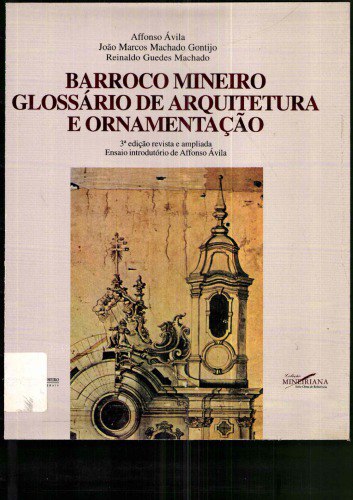 Affonso Ávila
João Marcos Machado Gontijo
Reinaldo Guedes Machado
BARROCO MINEIRO
GLOSSÁRIO DE ARQUITETURA
E ORNAMENTAÇÃO
3ª edição revista e ampliada
Ensaio introdutório de Affonso Ávila
Coleção
MINEIRIANA